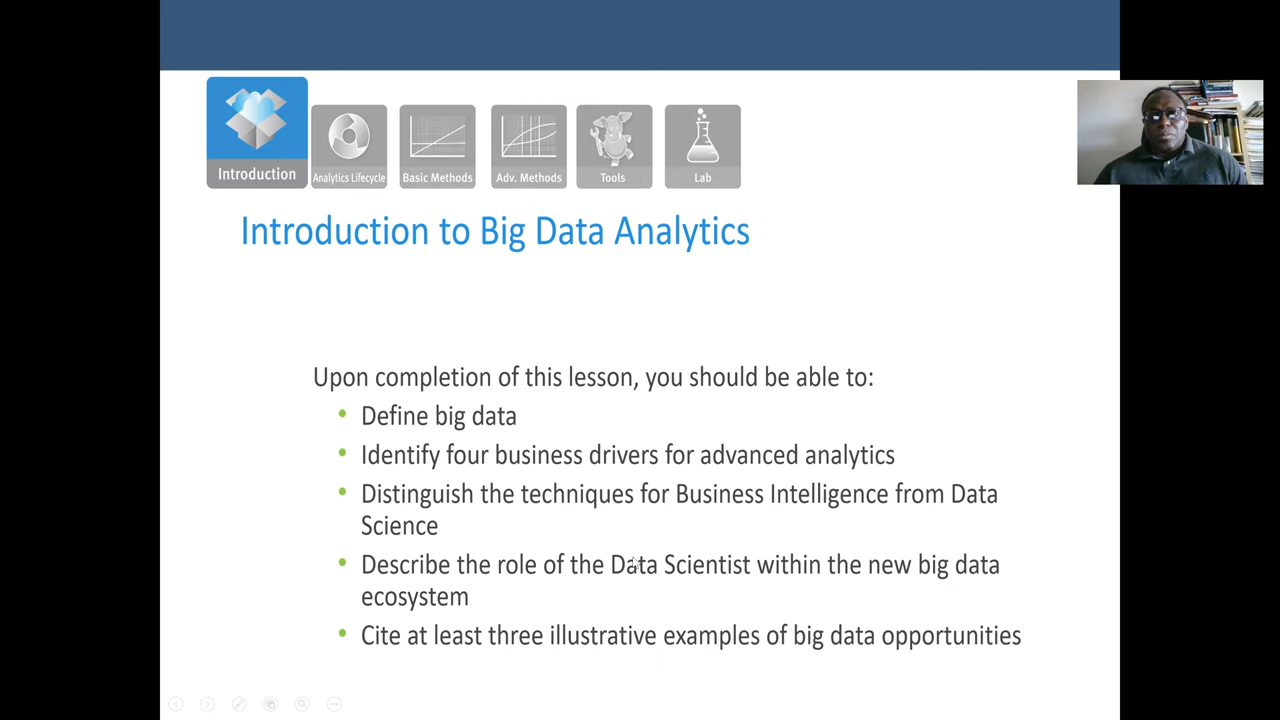 Introduction
Analytics Lifecycle
Basic Methods
Adv. Methods
Tools
Lab
Introduction to Big Data Analytics
Upon completion of this lesson, you should be able to:
• Define big data
• Identify four business drivers for advanced analytics
• Distinguish the techniques for Business Intelligence from Data
Science
• Describe the role of the Data Scientist within the new big data
ecosystem
• Cite at least three illustrative examples of big data opportunities